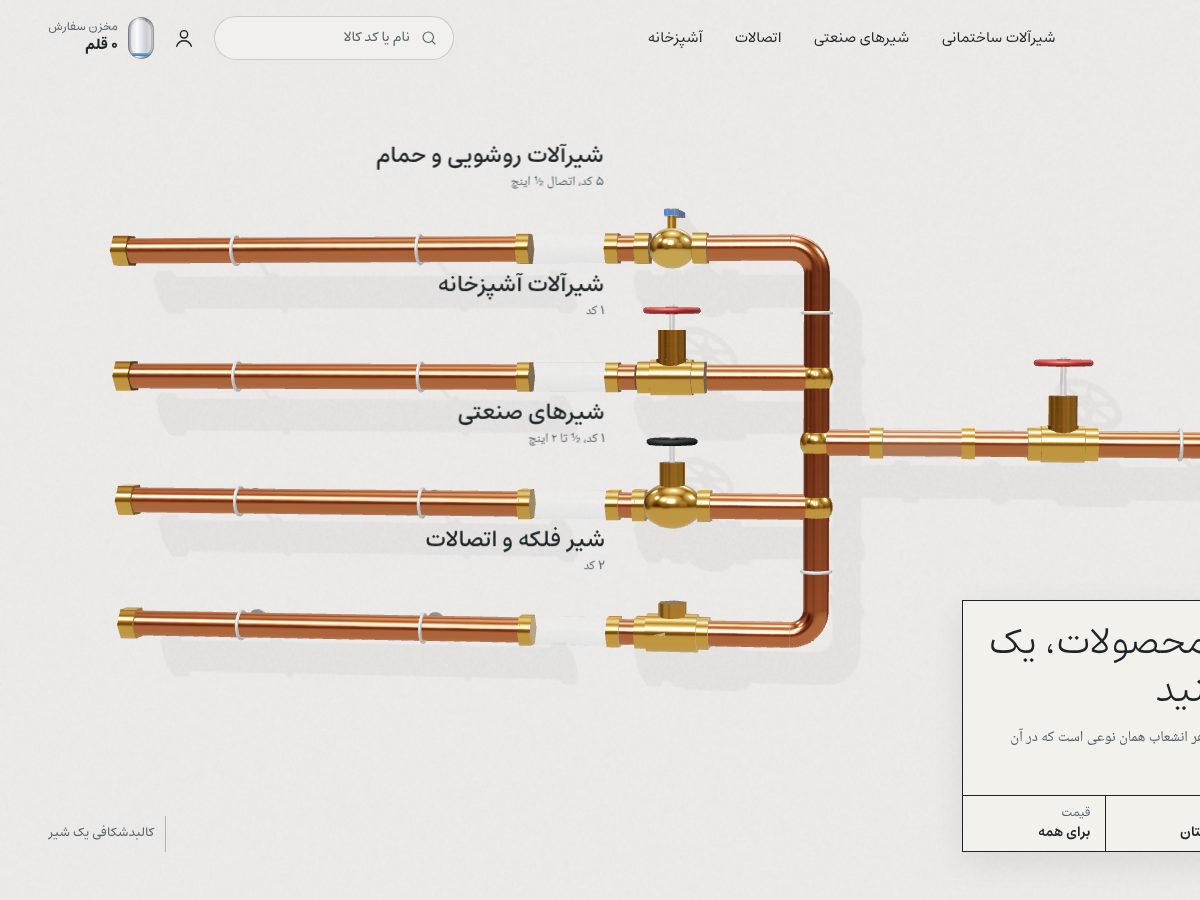 شیرآلات ساختمانی
شیرهای صنعتی
اتصالات
آشپزخانه
نام یا کد کالا
مخزن سفارش
۰ قلم
شیرآلات روشویی و حمام
۵ کد، اتصال ½ اینچ
شیرآلات آشپزخانه
۱ کد
شیرهای صنعتی
۱ کد، ½ تا ۲ اینچ
شیر فلکه و اتصالات
۲ کد
محصولات، یک
هر انشعاب همان نوعی است که در آن
قیمت
برای همه
کالبدشکافی یک شیر